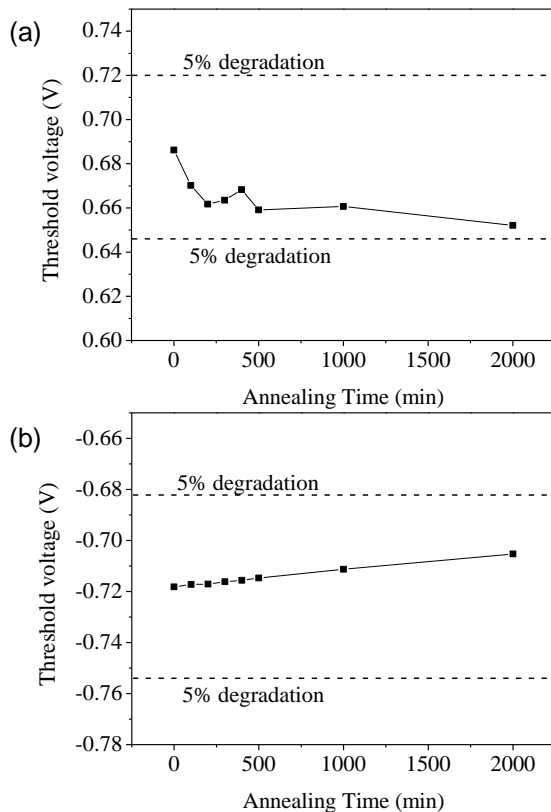 (a)
0.74
0.72
0.70
0.68
0.66
0.64
0.62
0.60
Threshold voltage (V)
5% degradation
5% degradation
0 500 1000 1500 2000
Annealing Time (min)
(b)
-0.66
-0.68
-0.70
-0.72
-0.74
-0.76
-0.78
Threshold voltage (V)
5% degradation
5% degradation
0 500 1000 1500 2000
Annealing Time (min)